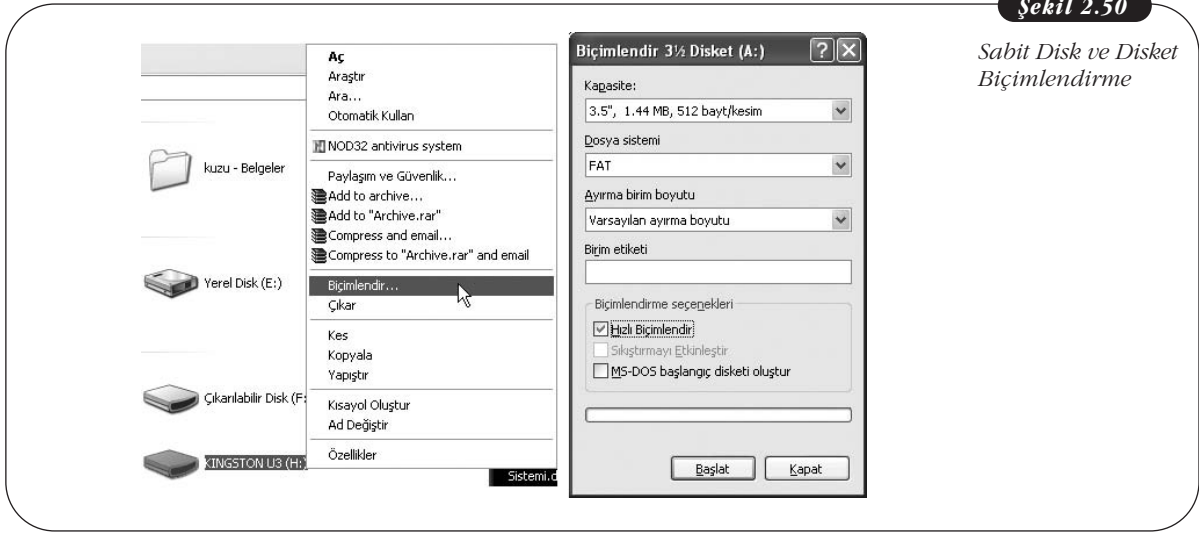 Şekil 2.50
Sabit Disk ve Disket
Biçimlendirme
kuzu - Belgeler
Yerel Disk (E:)
Çıkarılabilir Disk (F:
KINGSTON U3 (H:)
Aç
Araştır
Ara...
Otomatik Kullan
NOD32 antivirus system
Paylaşım ve Güvenlik...
Add to archive...
Add to "Archive.rar"
Compress and email...
Compress to "Archive.rar" and email
Biçimlendir...
Çıkar
Kes
Kopyala
Yapıştır
Kısayol Oluştur
Ad Değiştir
Özellikler
Sistemi.d
Biçimlendir 3½ Disket (A:)
Kapasite:
3.5", 1.44 MB, 512 bayt/kesim
Dosya sistemi
FAT
Ayırma birim boyutu
Varsayılan ayırma boyutu
Birim etiketi
Biçimlendirme seçenekleri
Hızlı Biçimlendir
Sıkıştırmayı Etkinleştir
MS-DOS başlangıç disketi oluştur
Başlat Kapat